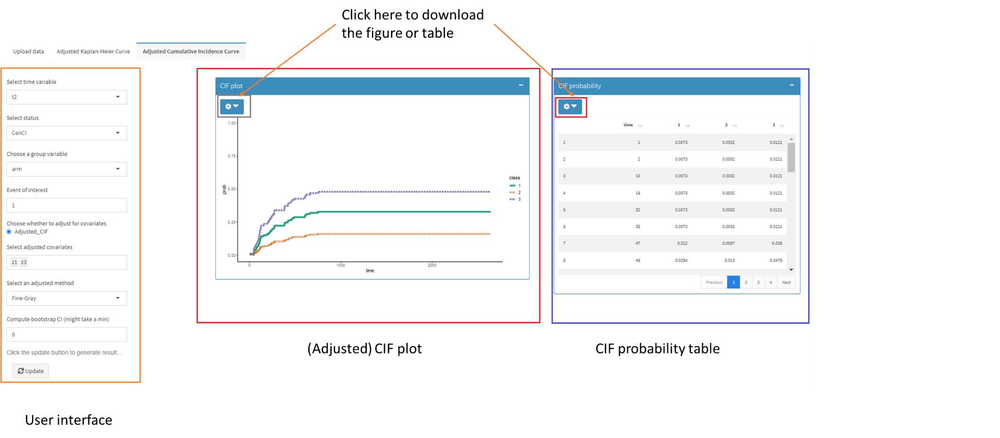 Click here to download
the figure or table
Upload data
Adjusted Kaplan-Meier Curve
Adjusted Cumulative Incidence Curve
Select time variable
t2
Select status
CenCI
Choose a group variable
arm
Event of interest
1
Choose whether to adjust for covariates
Adjusted_CIF
Select adjusted covariates
z1 z3
Select an adjusted method
Fine-Gray
Compute bootstrap CI (might take a min)
0
Click the update button to generate result...
Update
User interface
CIF plot
1.00
0.75
0.50
0.25
0.00
prob
0 1000 2000
time
class
1
2
3
(Adjusted) CIF plot
CIF probability
time 1 2 3
1 1 0.0073 0.0032 0.0121
2 2 0.0073 0.0032 0.0121
3 10 0.0073 0.0032 0.0121
4 16 0.0073 0.0032 0.0121
5 32 0.0073 0.0032 0.0121
6 35 0.0073 0.0032 0.0121
7 47 0.022 0.0097 0.036
8 48 0.0294 0.013 0.0479
Previous 1 2 3 4 Next
CIF probability table